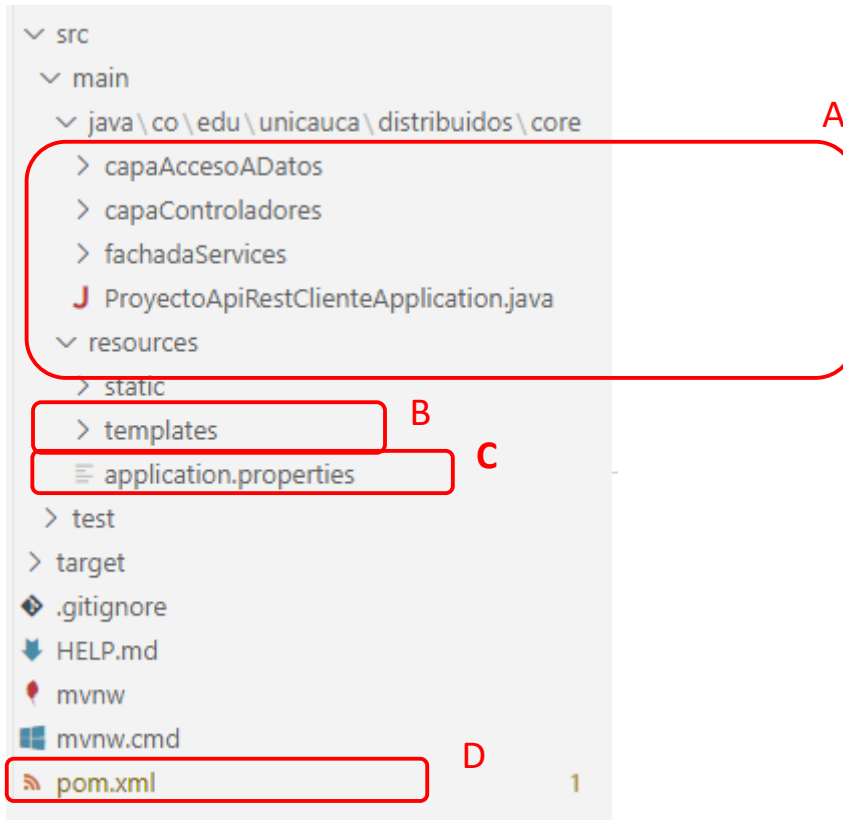 src
main
java\co\edu\unicauca\distribuidos\core
A
capaAccesoADatos
capaControladores
fachadaServices
J ProyectoApiRestClienteApplication.java
resources
static
B
templates
C
application.properties
test
target
.gitignore
HELP.md
mvnw
mvnw.cmd
D
pom.xml 1